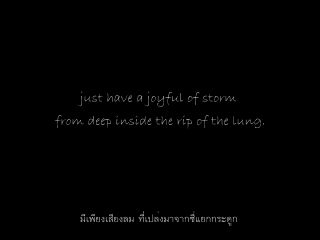 just have a joyful of storm
from deep inside the rip of the lung.
มีเพียงเสียงลม ที่เปล่งมาจากซี่แยกกระดูก